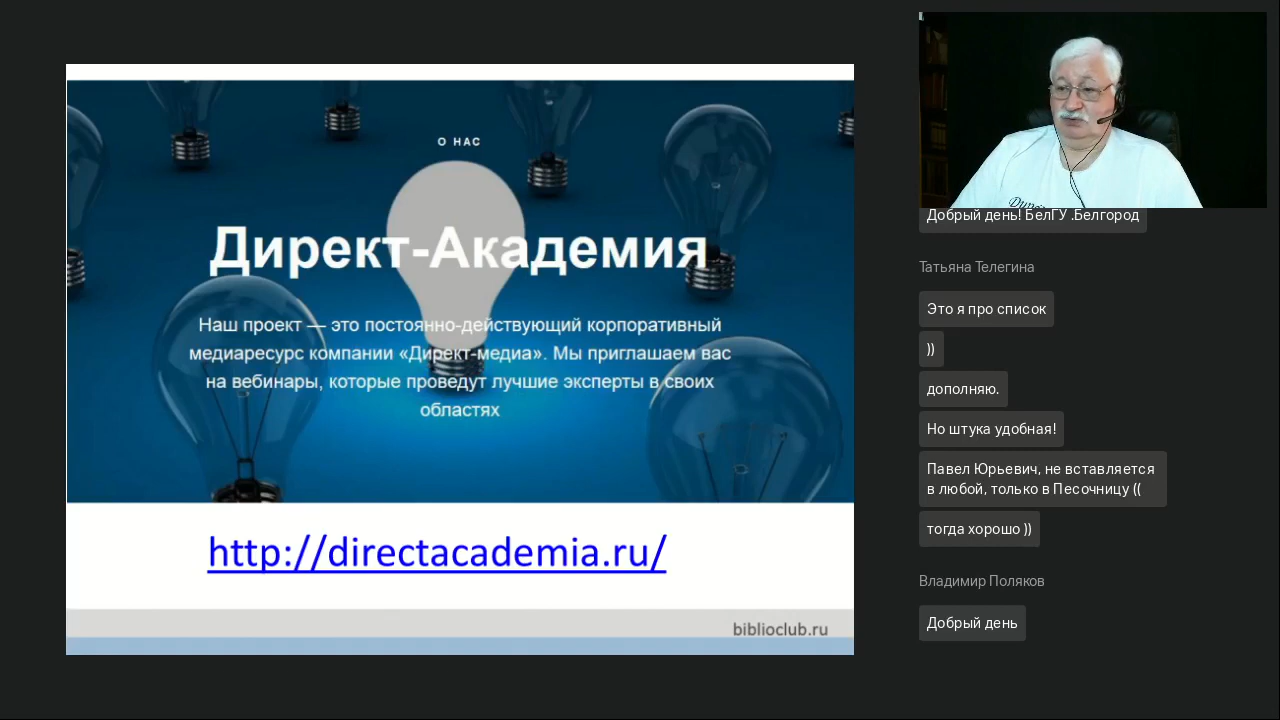 О НАС
Директ-Академия
Наш проект — это постоянно-действующий корпоративный
медиаресурс компании «Директ-медиа». Мы приглашаем вас
на вебинары, которые проведут лучшие эксперты в своих
областях
http://directacademia.ru/
biblioclub.ru
Добрый день! БелГУ .Белгород
Татьяна Телегина
Это я про список
))
дополняю.
Но штука удобная!
Павел Юрьевич, не вставляется
в любой, только в Песочницу ((
тогда хорошо ))
Владимир Поляков
Добрый день